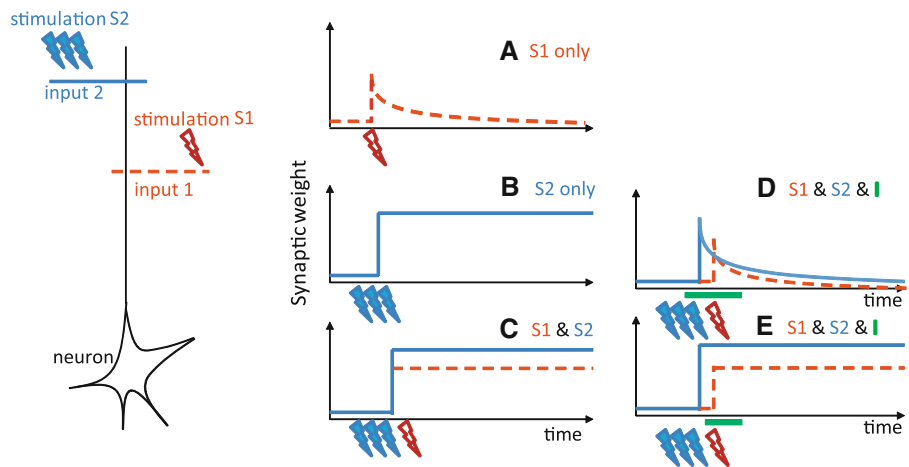 stimulation S2
input 2
stimulation S1
input 1
neuron
Synaptic weight
A S1 only
B S2 only
C S1 & S2
time
D S1 & S2 & I
time
E S1 & S2 & I
time